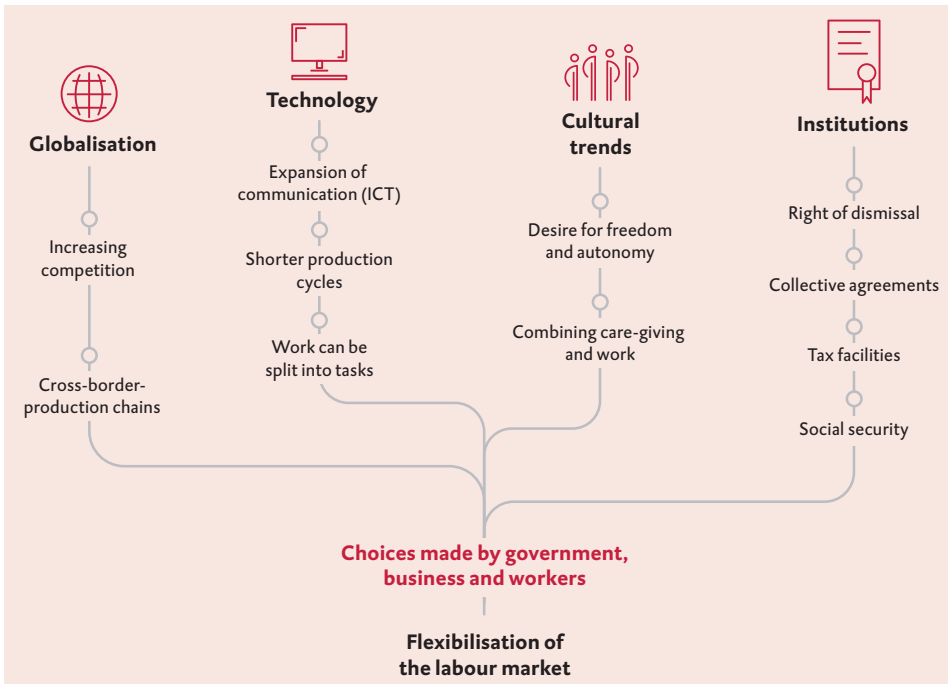 Globalisation
Increasing
competition
Cross-border-
production chains
Technology
Expansion of
communication (ICT)
Shorter production
cycles
Work can be
split into tasks
Cultural
trends
Desire for freedom
and autonomy
Combining care-giving
and work
Institutions
Right of dismissal
Collective agreements
Tax facilities
Social security
Choices made by government,
business and workers
Flexibilisation of
the labour market